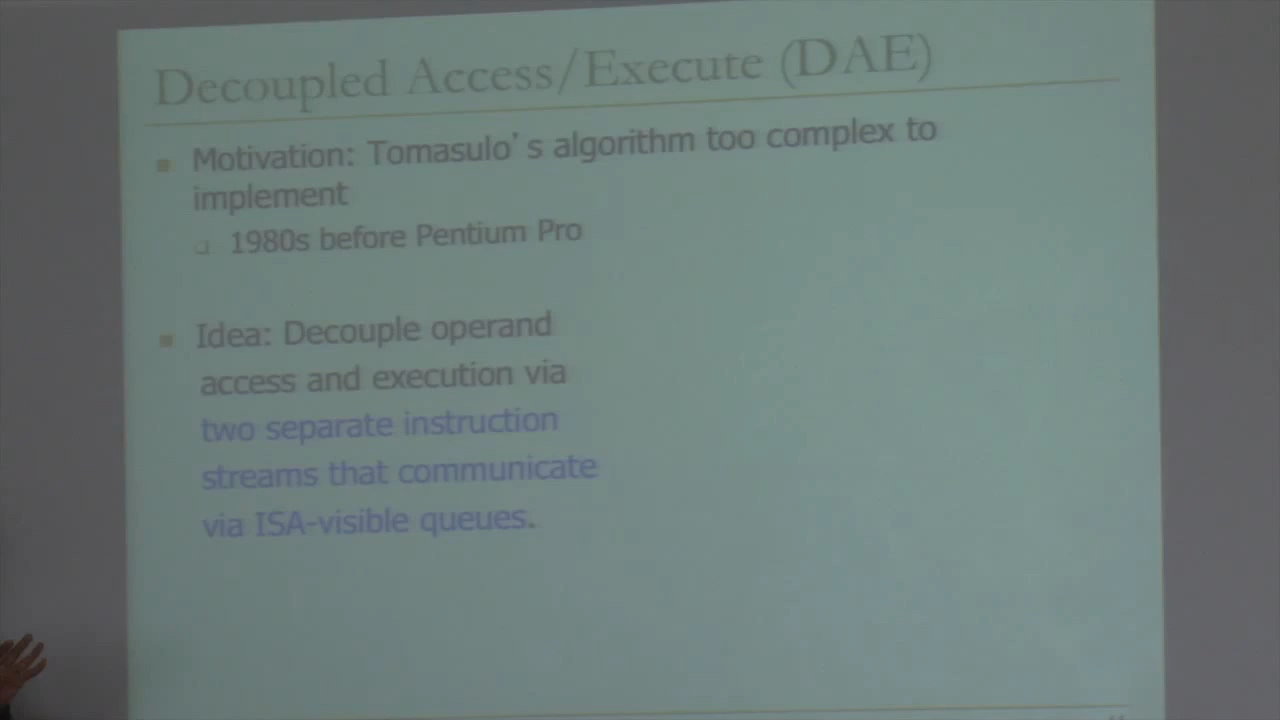 Decoupled Access/Execute (DAE)
Motivation: Tomasulo's algorithm too complex to
implement
1980s before Pentium Pro
Idea: Decouple operand
access and execution via
two separate instruction
streams that communicate
via ISA-visible queues.